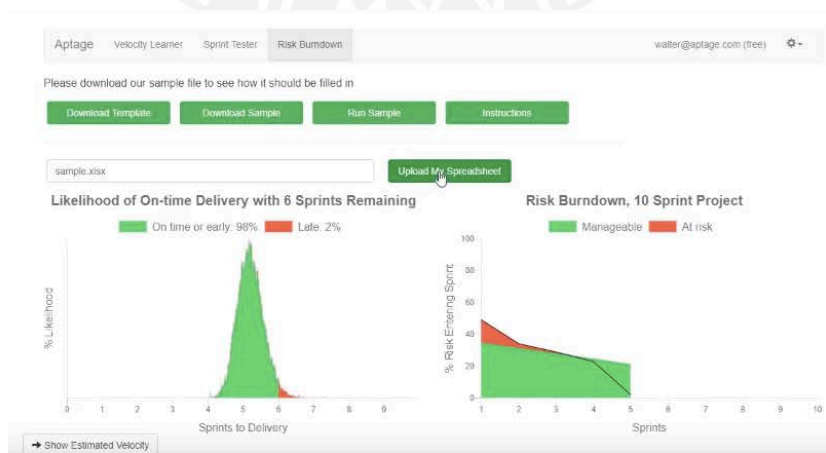 Aptage Velocity Learner Sprint Tester Risk Burndown walter@aptage.com (free)
Please download our sample file to see how it should be filled in
Download Template Download Sample Run Sample Instructions
sample.xlsx Upload My Spreadsheet
Likelihood of On-time Delivery with 6 Sprints Remaining
On time or early: 98% Late: 2%
% Likelihood
0 1 2 3 4 5 6 7 8 9
Sprints to Delivery
Risk Burndown, 10 Sprint Project
Manageable At risk
% Risk Entering Sprint
100
80
60
40
20
0
1 2 3 4 5 6 7 8 9 10
Sprints
Show Estimated Velocity